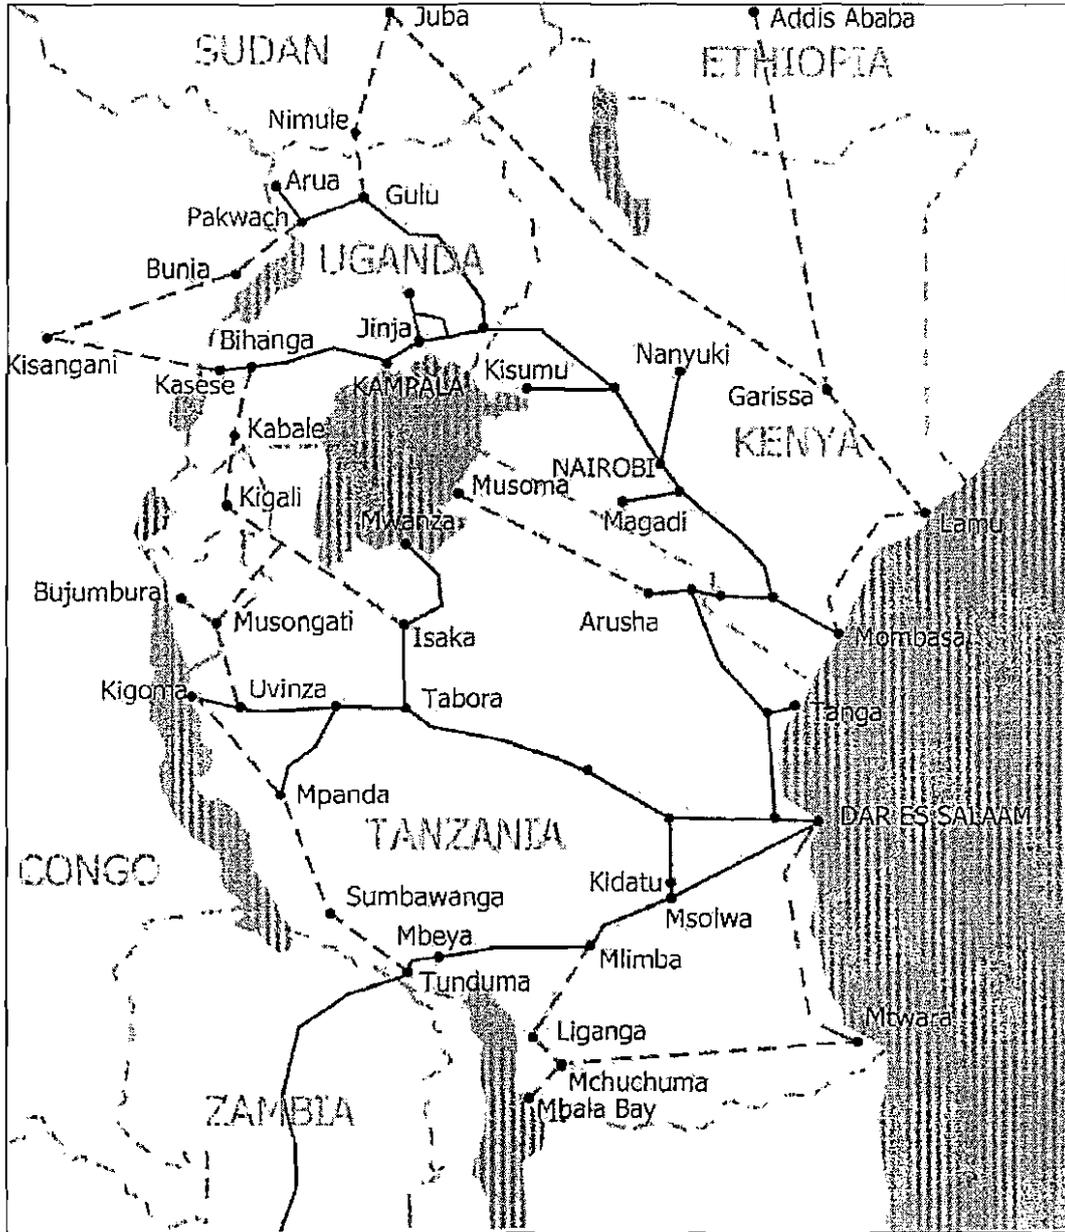 Juba
Addis Ababa
SUDAN
ETHIOPIA
Nimule
Arua
Gulu
Pakwach
UGANDA
Bunia
Jinja
Bihanga
Kisangani
Kasese
KAMPALA
Kisumu
Nanyuki
Garissa
Kabale
KENYA
NAIROBI
Kigali
Musoma
Mwanza
Magadi
Lamu
Bujumbura
Musongati
Isaka
Arusha
Mombasa
Kigoma
Uvinza
Tabora
Tanga
Mpanda
TANZANIA
DAR ES SALAAM
CONGO
Kidatu
Sumbawanga
Msolwa
Mbeya
Mlimba
Tunduma
Mtwara
Liganga
Mchuchuma
ZAMBIA
Mbala Bay